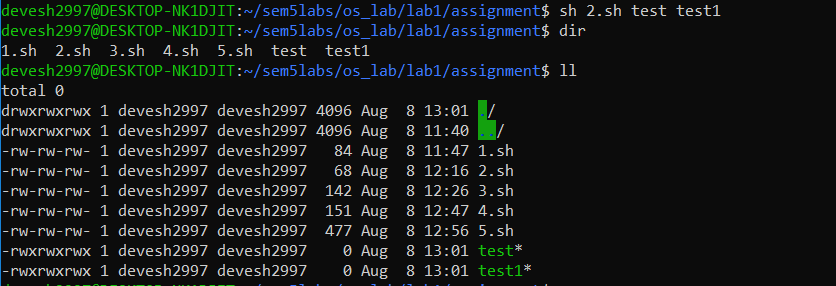 devesh2997@DESKTOP-NK1DJIT:~/sem5labs/os_lab/lab1/assignment$ sh 2.sh test test1
devesh2997@DESKTOP-NK1DJIT:~/sem5labs/os_lab/lab1/assignment$ dir
1.sh  2.sh  3.sh  4.sh  5.sh  test  test1
devesh2997@DESKTOP-NK1DJIT:~/sem5labs/os_lab/lab1/assignment$ ll
total 0
drwxrwxrwx 1 devesh2997 devesh2997 4096 Aug  8 13:01 ./
drwxrwxrwx 1 devesh2997 devesh2997 4096 Aug  8 11:40 ../
-rw-rw-rw- 1 devesh2997 devesh2997   84 Aug  8 11:47 1.sh
-rw-rw-rw- 1 devesh2997 devesh2997   68 Aug  8 12:16 2.sh
-rw-rw-rw- 1 devesh2997 devesh2997  142 Aug  8 12:26 3.sh
-rw-rw-rw- 1 devesh2997 devesh2997  151 Aug  8 12:47 4.sh
-rw-rw-rw- 1 devesh2997 devesh2997  477 Aug  8 12:56 5.sh
-rwxrwxrwx 1 devesh2997 devesh2997    0 Aug  8 13:01 test*
-rwxrwxrwx 1 devesh2997 devesh2997    0 Aug  8 13:01 test1*